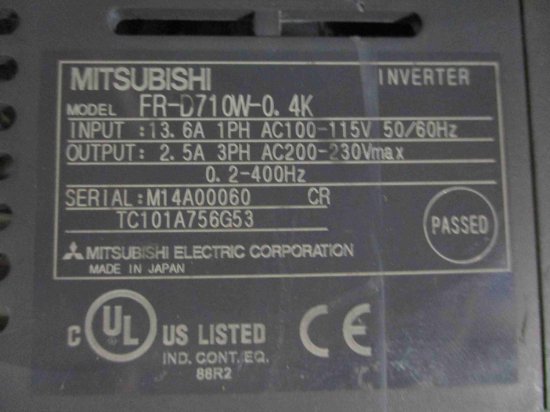 MITSUBISHI INVERTER
MODEL FR-D710W-0.4K
INPUT : 13.6A 1PH AC100-115V 50/60Hz
OUTPUT : 2.5A 3PH AC200-230Vmax
0.2-400Hz
SERIAL : M14A00060 CR
TC101A756G53
PASSED
MITSUBISHI ELECTRIC CORPORATION
MADE IN JAPAN
C UL US LISTED CE
IND. CONT. EQ.
88R2